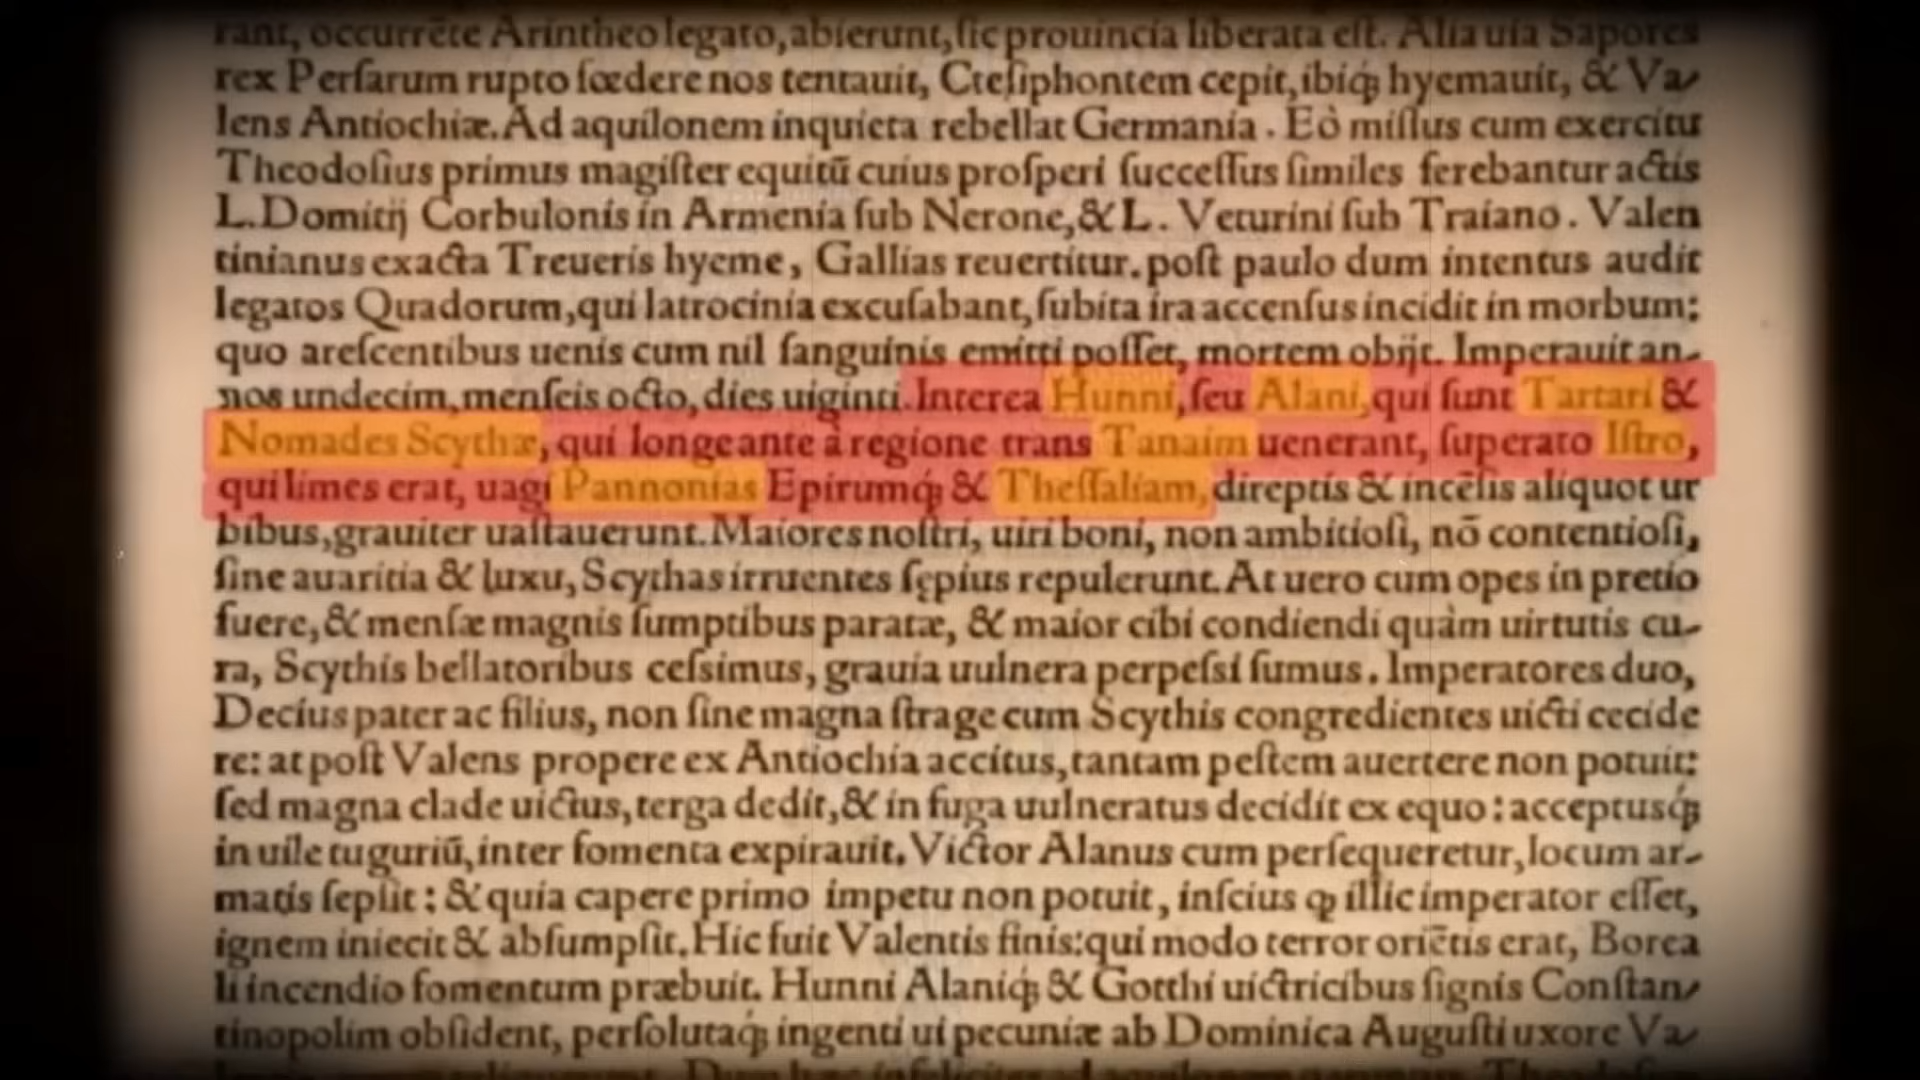 rant, occurrēte Arintheo legato, abierunt, ſic prouincia liberata eſt. Alia uia Sapores
rex Perſarum rupto fœdere nos tentauit, Cteſiphontem cepit, ibiq́ꝫ hyemauit, & Va-
lens Antiochiæ. Ad aquilonem inquieta rebellat Germania. Eò miſſus cum exercitu
Theodoſius primus magiſter equitū cuius proſperi ſucceſſus ſimiles ferebantur actis
L. Domitij Corbulonis in Armenia ſub Nerone, & L. Veturini ſub Traiano. Valen
tinianus exacta Treueris hyeme, Gallias reuertitur. poſt paulo dum intentus audit
legatos Quadorum, qui latrocinia excuſabant, ſubita ira accenſus incidit in morbum:
quo areſcentibus uenis cum nil ſanguinis emitti poſſet, mortem obijt. Imperauit an-
nos undecim, menſeis octo, dies uiginti. Interea Hunni, ſeu Alani, qui ſunt Tartari &
Nomades Scythæ, qui longe ante à regione trans Tanaim uenerant, ſuperato Iſtro,
qui limes erat, uagi Pannonias Epirumq́ꝫ & Theſſaliam, direptis & incēſis aliquot ur
bibus, grauiter uaſtauerunt. Maiores noſtri, uiri boni, non ambitioſi, nō contentioſi,
ſine auaritia & luxu, Scythas irruentes ſępius repulerunt. At uero cum opes in pretio
fuere, & menſæ magnis ſumptibus paratæ, & maior cibi condiendi quàm uirtutis cu-
ra, Scythis bellatoribus ceſsimus, grauia uulnera perpeſsi ſumus. Imperatores duo,
Decius pater ac filius, non ſine magna ſtrage cum Scythis congredientes uicti cecide
re: at poſt Valens propere ex Antiochia accitus, tantam peſtem auertere non potuit:
ſed magna clade uictus, terga dedit, & in fuga uulneratus decidit ex equo: acceptusq́ꝫ
in uile tuguriū, inter fomenta expirauit. Victor Alanus cum perſequeretur, locum ar-
matis ſepſit: & quia capere primo impetu non potuit, inſcius ꝙ illic imperator eſſet,
ignem iniecit & abſumpſit. Hic fuit Valentis finis: qui modo terror oriētis erat, Borea
li incendio fomentum præbuit. Hunni Alaniq́ꝫ & Gotthi uictricibus ſignis Conſtan-
tinopolim obſident, perſolutaq́ꝫ ingenti ui pecuniæ ab Dominica Auguſti uxore Va-